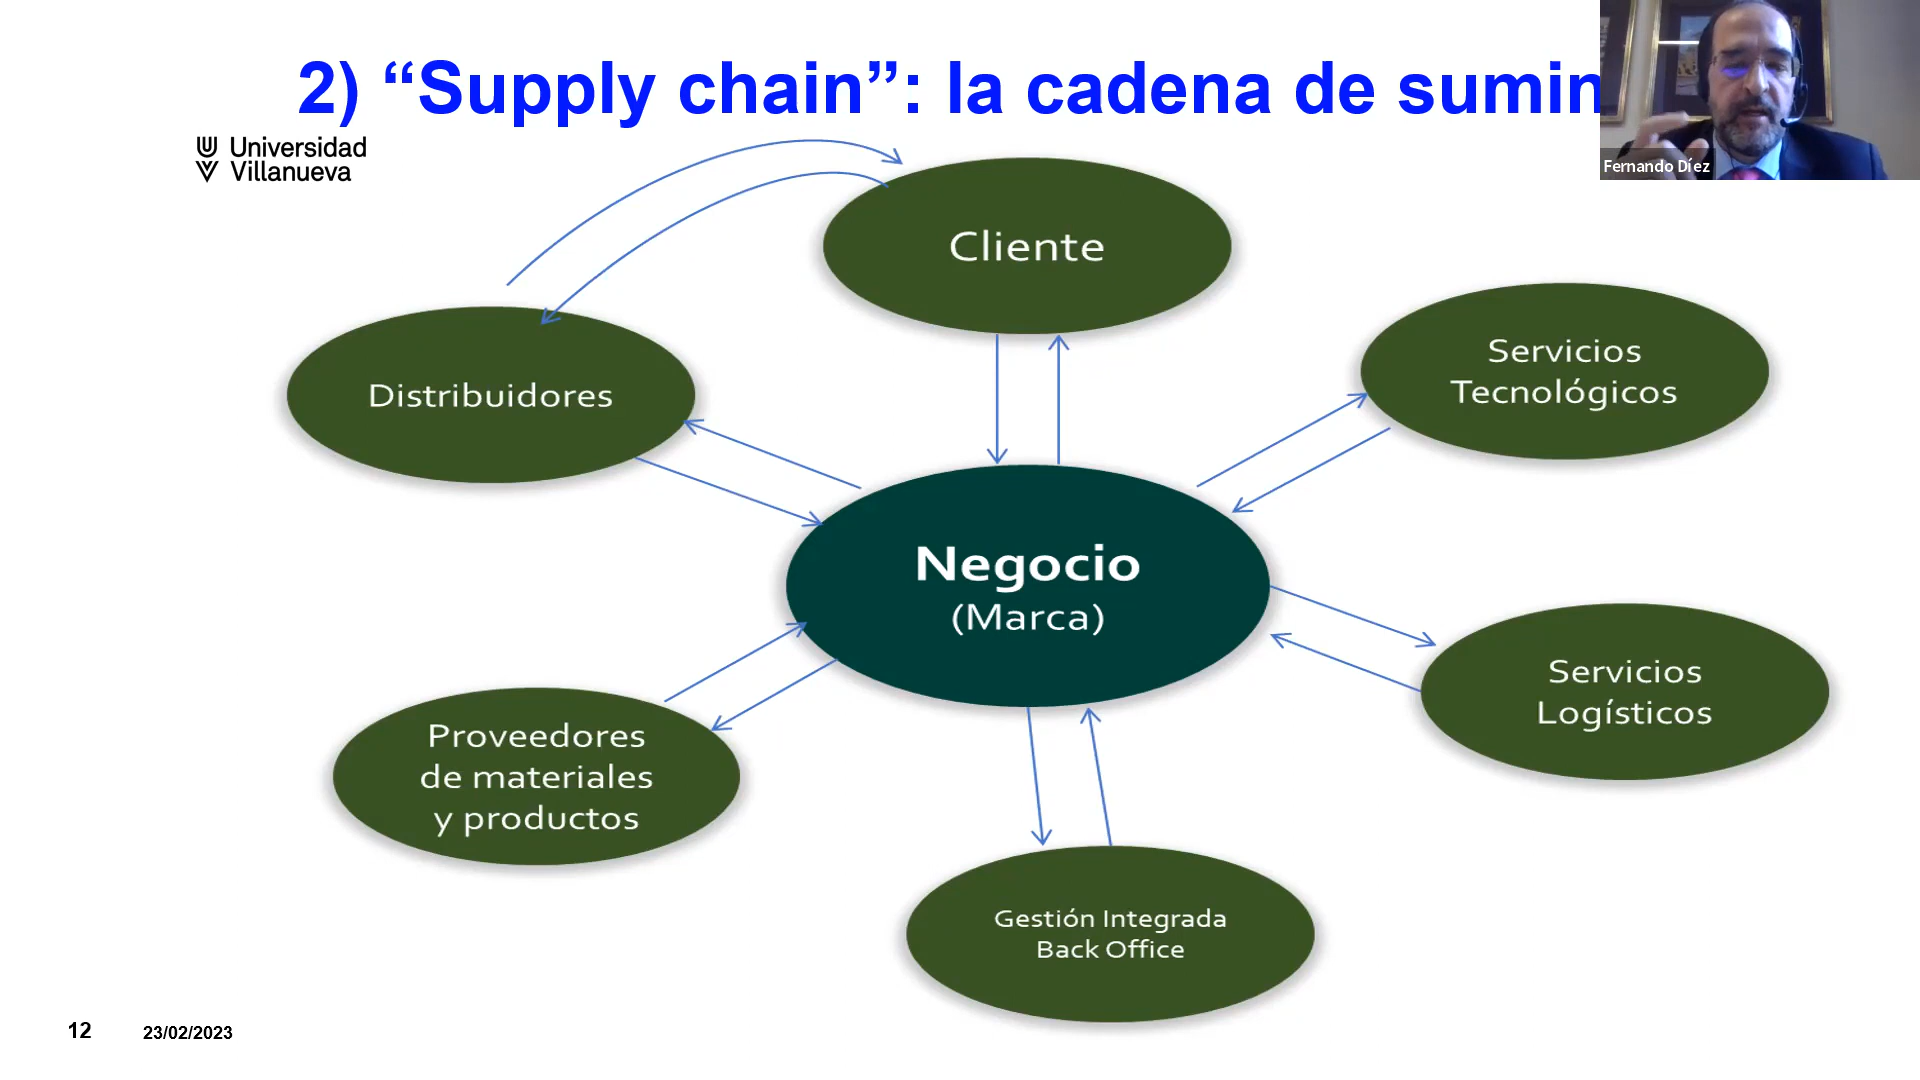 2) “Supply chain”: la cadena de sumin
Fernando Díez
Universidad
Villanueva
Cliente
Servicios
Tecnológicos
Distribuidores
Negocio
(Marca)
Servicios
Logísticos
Proveedores
de materiales
y productos
Gestión Integrada
Back Office
12
23/02/2023